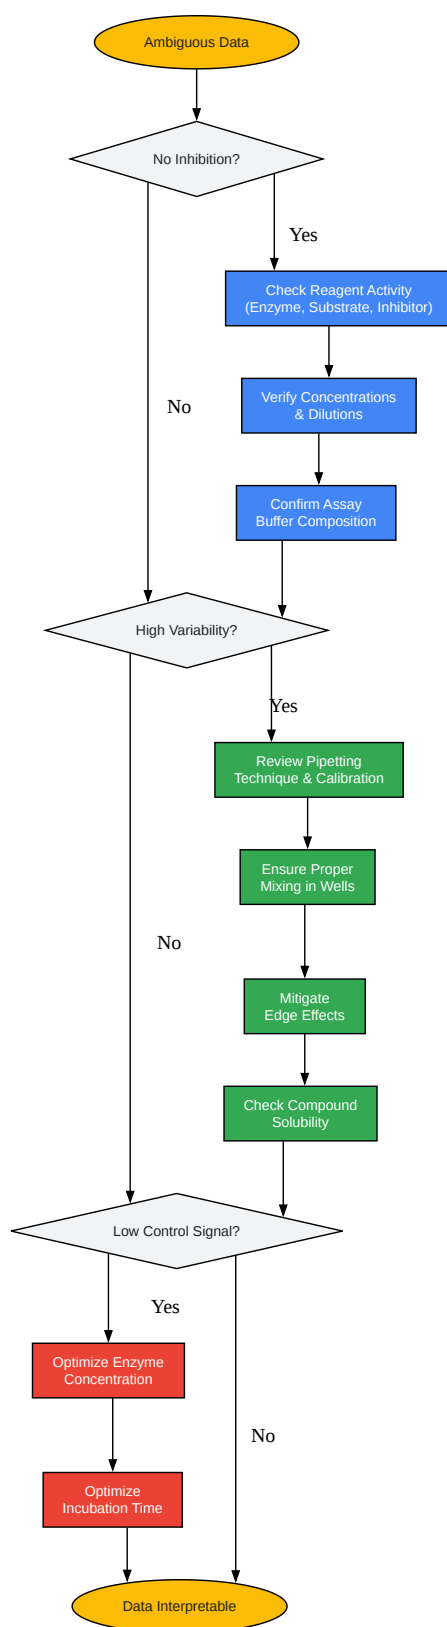 Ambiguous Data
No Inhibition?
Yes
Check Reagent Activity
(Enzyme, Substrate, Inhibitor)
Verify Concentrations
& Dilutions
No
Confirm Assay
Buffer Composition
High Variability?
Yes
Review Pipetting
Technique & Calibration
Ensure Proper
Mixing in Wells
No
Mitigate
Edge Effects
Check Compound
Solubility
Low Control Signal?
Yes
Optimize Enzyme
Concentration
No
Optimize
Incubation Time
Data Interpretable